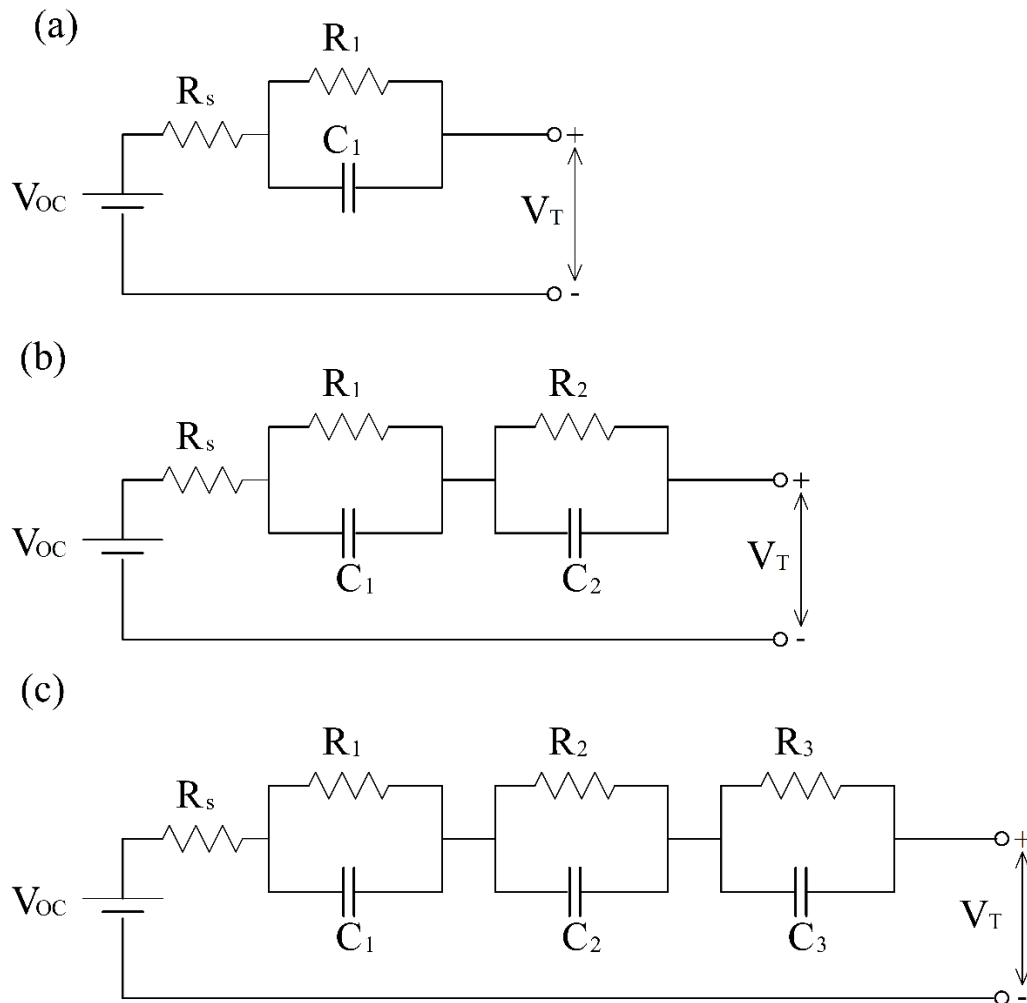 (a)
R1
Rs
C1
VOC
VT
+
-
(b)
R1
R2
Rs
C1
C2
VOC
VT
+
-
(c)
R1
R2
R3
Rs
C1
C2
C3
VOC
VT
+
-